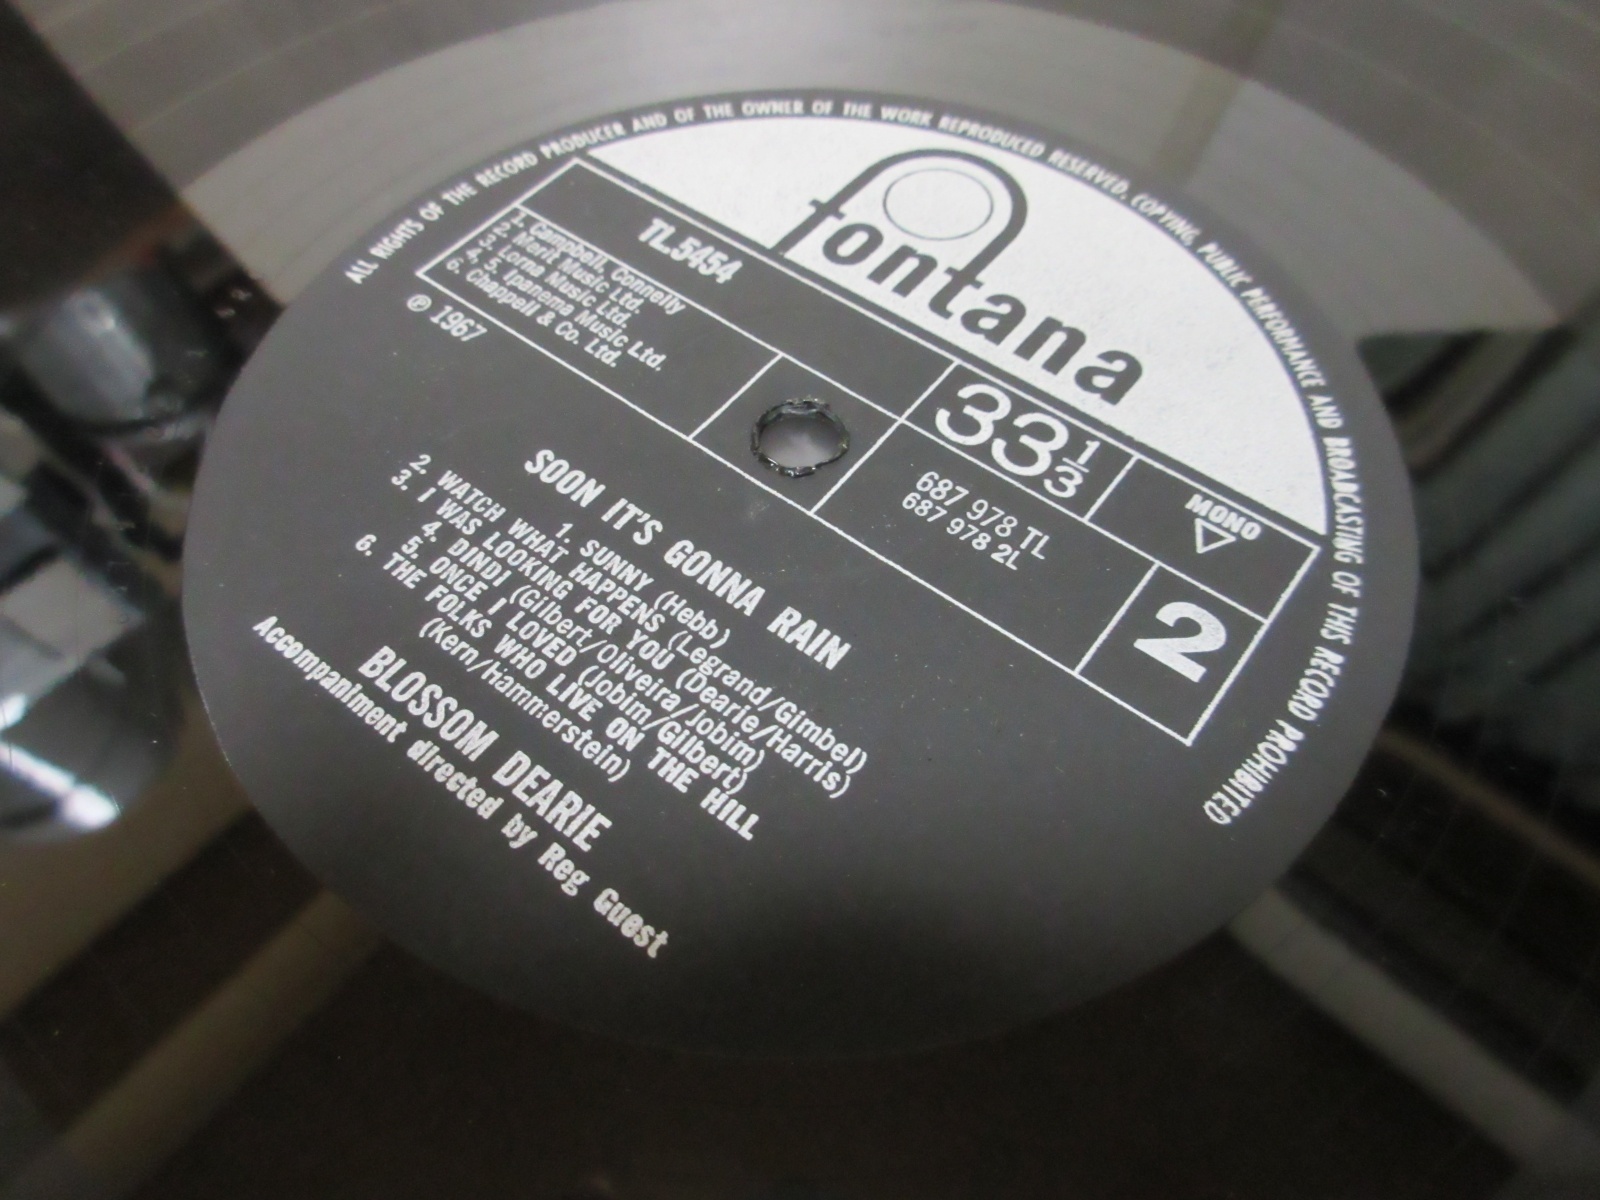 ALL RIGHTS OF THE RECORD PRODUCER AND OF THE OWNER OF THE WORK REPRODUCED RESERVED. COPYING, PUBLIC PERFORMANCE AND BROADCASTING OF THIS RECORD PROHIBITED
fontana
TL5454
1. Campbell, Connelly
2. Merit Music Ltd.
3. Lorna Music Ltd.
4, 5. Ipanema Music Ltd.
6. Chappell & Co. Ltd.
℗ 1967
33 1/3
MONO
687 978 TL
687 978 2L
2
SOON IT'S GONNA RAIN
1. SUNNY (Hebb)
2. WATCH WHAT HAPPENS (Legrand/Gimbel)
3. I WAS LOOKING FOR YOU (Dearie/Harris)
4. DINDI (Gilbert/Oliveira/Jobim)
5. ONCE I LOVED (Jobim/Gilbert)
6. THE FOLKS WHO LIVE ON THE HILL
(Kern/Hammerstein)
BLOSSOM DEARIE
Accompaniment directed by Reg Guest